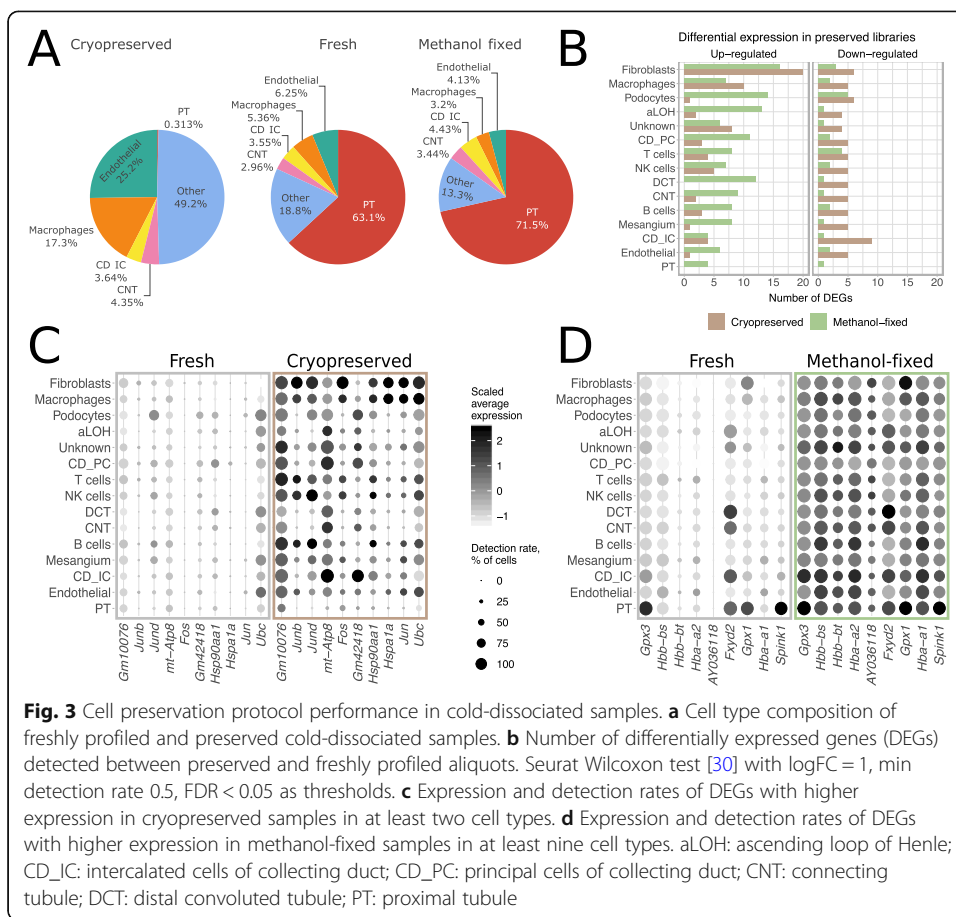 A
Cryopreserved
Fresh
Methanol fixed
PT
0.313%
Endothelial
25.2%
Other
49.2%
Macrophages
17.3%
CD IC
3.64%
CNT
4.35%
Endothelial
6.25%
Macrophages
5.36%
CD IC
3.55%
CNT
2.96%
Other
18.8%
PT
63.1%
Endothelial
4.13%
Macrophages
3.2%
CD IC
4.43%
CNT
3.44%
Other
13.3%
PT
71.5%
B
Differential expression in preserved libraries
Up−regulated
Down−regulated
Fibroblasts
Macrophages
Podocytes
aLOH
Unknown
CD_PC
T cells
NK cells
DCT
CNT
B cells
Mesangium
CD_IC
Endothelial
PT
0 5 10 15 20 0 5 10 15 20
Number of DEGs
Cryopreserved Methanol−fixed
C
Fresh Cryopreserved
Fibroblasts
Macrophages
Podocytes
aLOH
Unknown
CD_PC
T cells
NK cells
DCT
CNT
B cells
Mesangium
CD_IC
Endothelial
PT
Gm10076 Junb Jund mt−Atp8 Fos Gm42418 Hsp90aa1 Hspa1a Jun Ubc
Gm10076 Junb Jund mt−Atp8 Fos Gm42418 Hsp90aa1 Hspa1a Jun Ubc
Scaled
average
expression
2
1
0
−1
Detection rate,
% of cells
0
25
50
75
100
D
Fresh Methanol-fixed
Fibroblasts
Macrophages
Podocytes
aLOH
Unknown
CD_PC
T cells
NK cells
DCT
CNT
B cells
Mesangium
CD_IC
Endothelial
PT
Gpx3 Hbb−bs Hbb−bt Hba−a2 AY036118 Fxyd2 Gpx1 Hba−a1 Spink1
Gpx3 Hbb−bs Hbb−bt Hba−a2 AY036118 Fxyd2 Gpx1 Hba−a1 Spink1
Fig. 3 Cell preservation protocol performance in cold-dissociated samples. a Cell type composition of
freshly profiled and preserved cold-dissociated samples. b Number of differentially expressed genes (DEGs)
detected between preserved and freshly profiled aliquots. Seurat Wilcoxon test [30] with logFC = 1, min
detection rate 0.5, FDR < 0.05 as thresholds. c Expression and detection rates of DEGs with higher
expression in cryopreserved samples in at least two cell types. d Expression and detection rates of DEGs
with higher expression in methanol-fixed samples in at least nine cell types. aLOH: ascending loop of Henle;
CD_IC: intercalated cells of collecting duct; CD_PC: principal cells of collecting duct; CNT: connecting
tubule; DCT: distal convoluted tubule; PT: proximal tubule